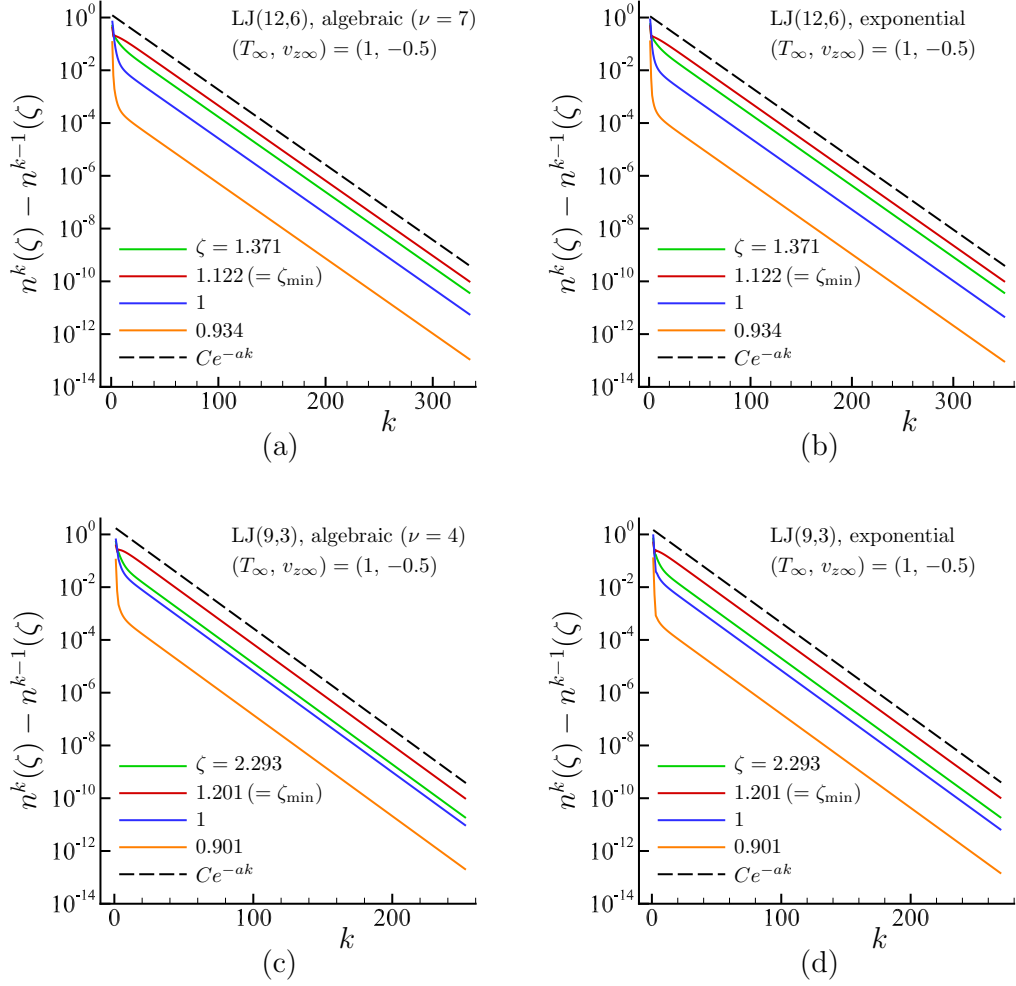 LJ(12,6), algebraic (ν = 7)
(T∞, vz∞) = (1, −0.5)
n^k(ζ) − n^{k−1}(ζ)
10^0
10^-2
10^-4
10^-6
10^-8
10^-10
10^-12
10^-14
ζ = 1.371
1.122 (= ζmin)
1
0.934
Ce^{−ak}
0 100 200 300
k
(a)
LJ(12,6), exponential
(T∞, vz∞) = (1, −0.5)
n^k(ζ) − n^{k−1}(ζ)
10^0
10^-2
10^-4
10^-6
10^-8
10^-10
10^-12
10^-14
ζ = 1.371
1.122 (= ζmin)
1
0.934
Ce^{−ak}
0 100 200 300
k
(b)
LJ(9,3), algebraic (ν = 4)
(T∞, vz∞) = (1, −0.5)
n^k(ζ) − n^{k−1}(ζ)
10^0
10^-2
10^-4
10^-6
10^-8
10^-10
10^-12
10^-14
ζ = 2.293
1.201 (= ζmin)
1
0.901
Ce^{−ak}
0 100 200
k
(c)
LJ(9,3), exponential
(T∞, vz∞) = (1, −0.5)
n^k(ζ) − n^{k−1}(ζ)
10^0
10^-2
10^-4
10^-6
10^-8
10^-10
10^-12
10^-14
ζ = 2.293
1.201 (= ζmin)
1
0.901
Ce^{−ak}
0 100 200
k
(d)